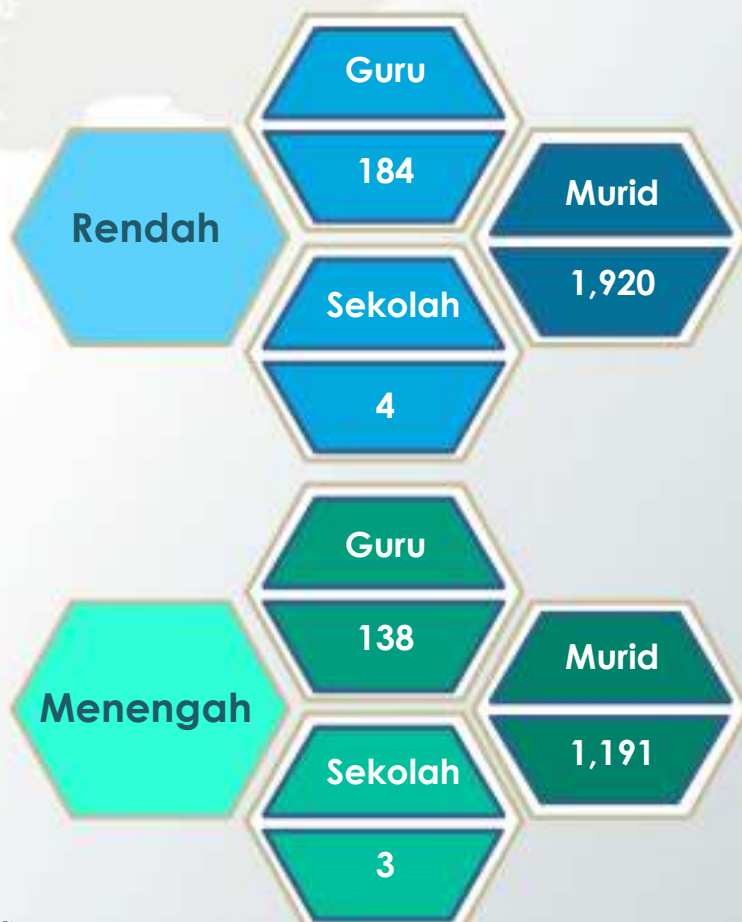 Rendah
Guru
184
Sekolah
4
Murid
1,920
Menengah
Guru
138
Sekolah
3
Murid
1,191